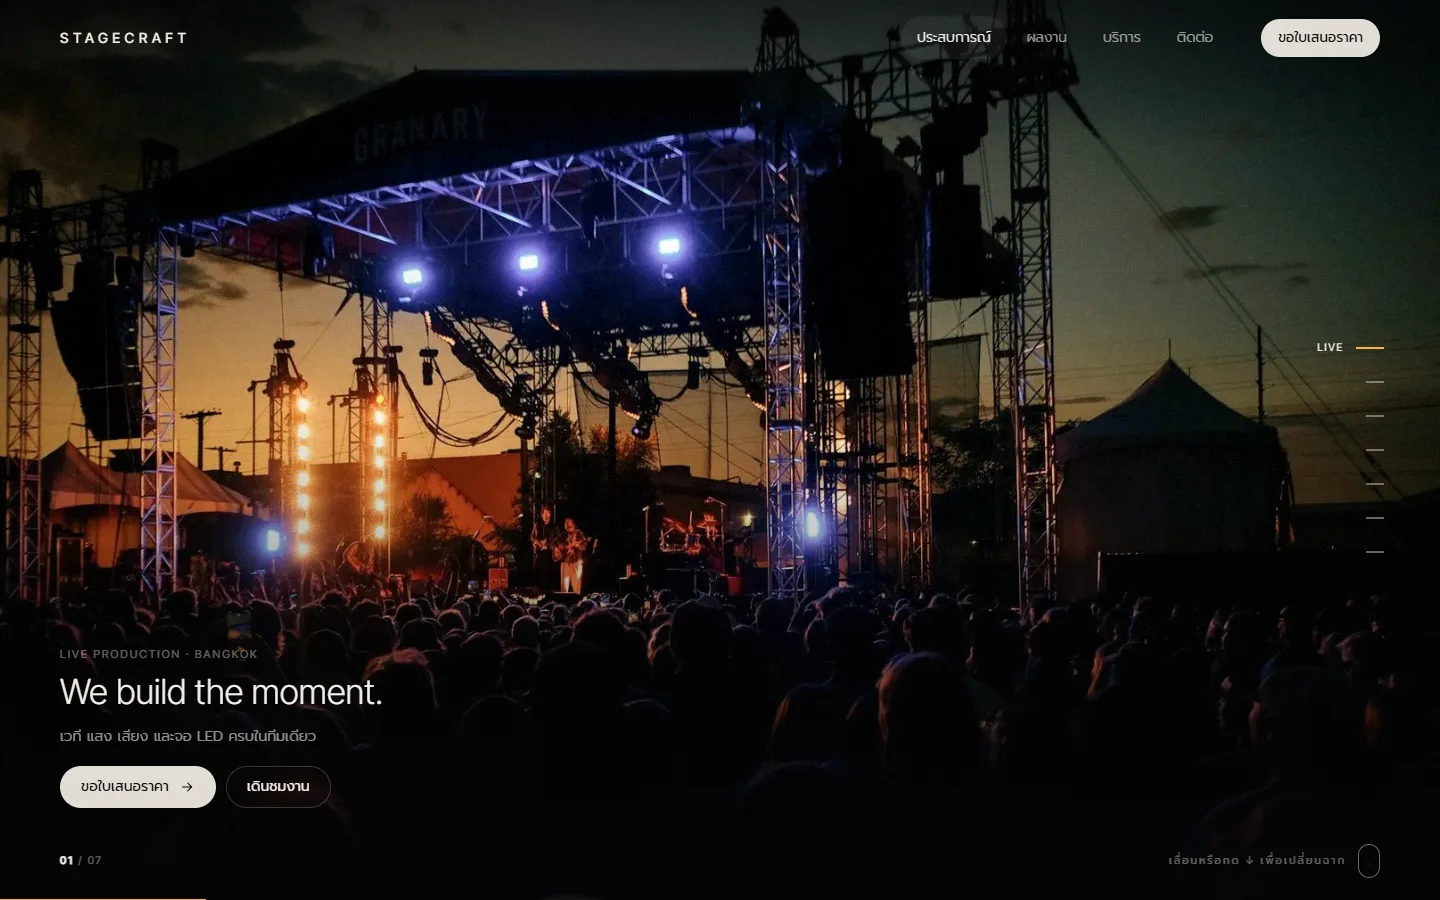 STAGECRAFT
ประสบการณ์
ผลงาน
บริการ
ติดต่อ
ขอใบเสนอราคา
GRANARY
LIVE
LIVE PRODUCTION · BANGKOK
We build the moment.
เวที แสง เสียง และจอ LED ครบในทีมเดียว
ขอใบเสนอราคา →
เดินชมงาน
01 / 07
เลื่อนหรือกด ↓ เพื่อเปลี่ยนฉาก